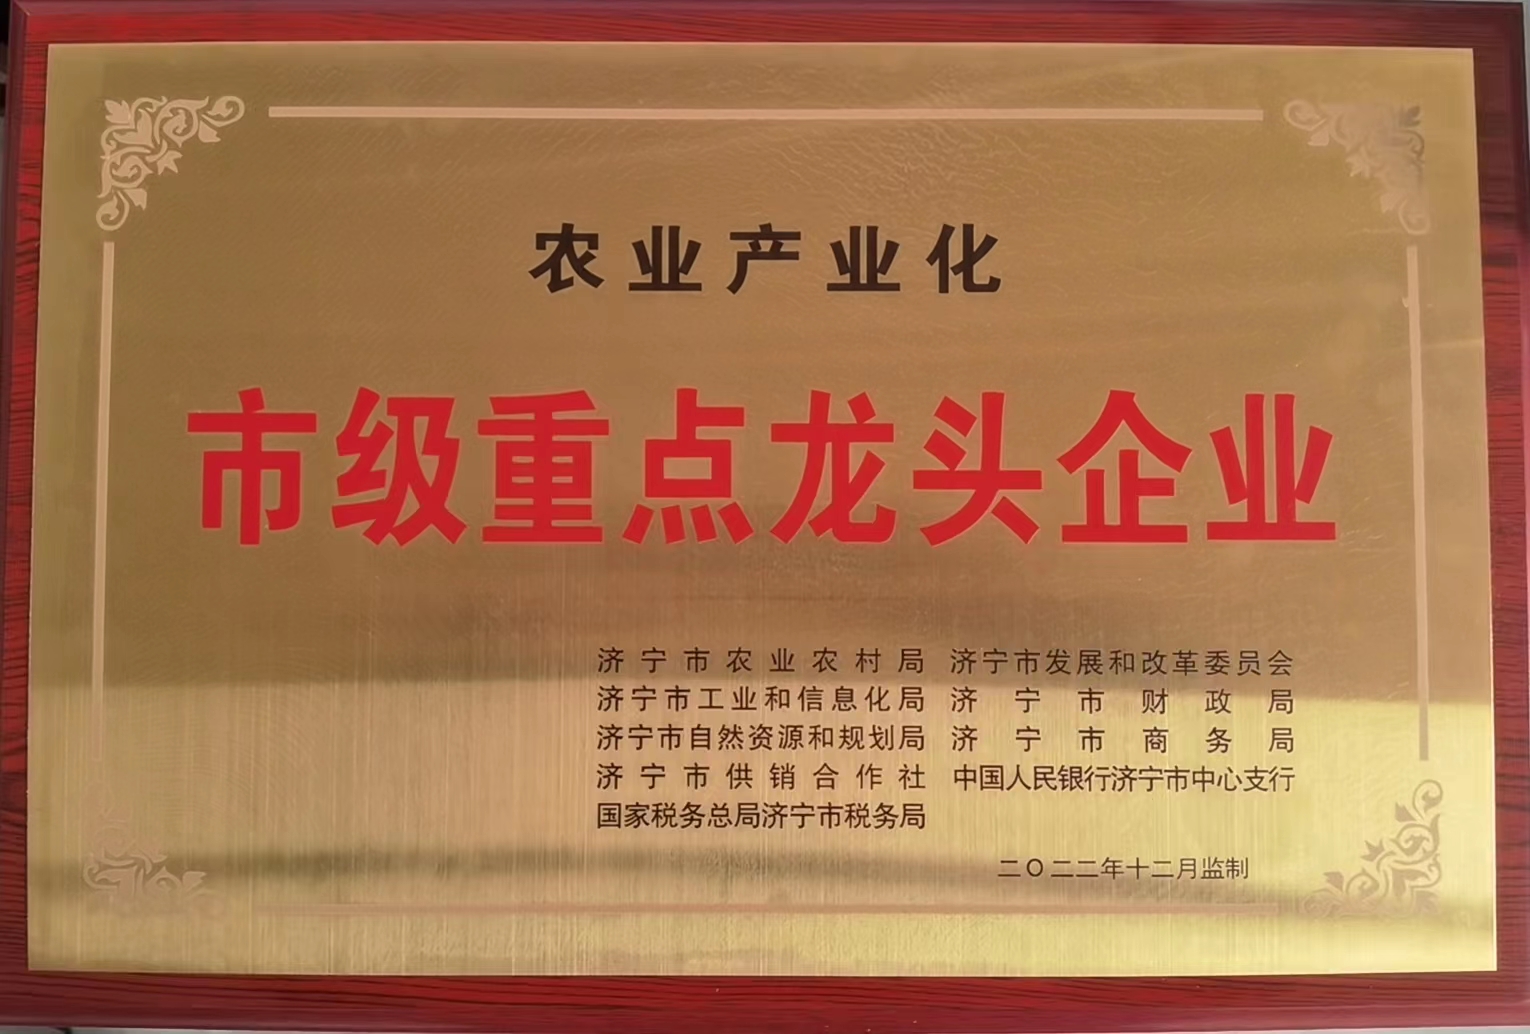 农业产业化
市级重点龙头企业
济宁市农业农村局 济宁市发展和改革委员会
济宁市工业和信息化局 济宁市财政局
济宁市自然资源和规划局 济宁市商务局
济宁市供销合作社 中国人民银行济宁市中心支行
国家税务总局济宁市税务局
二〇二二年十二月监制